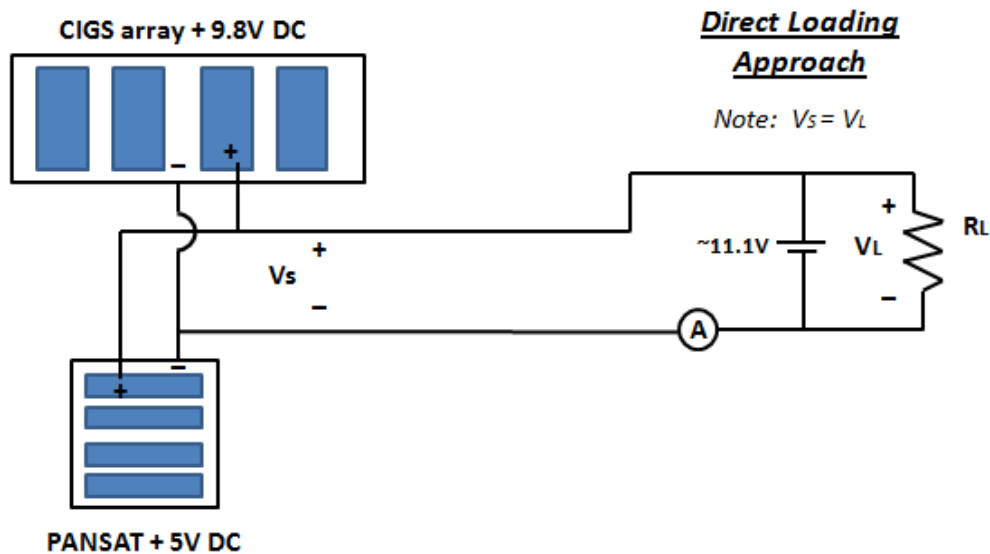 CIGS array + 9.8V DC
Direct Loading
Approach
Note: Vs = VL
–
+
+
Vs
–
~11.1V
+
VL
–
RL
A
–
+
PANSAT + 5V DC